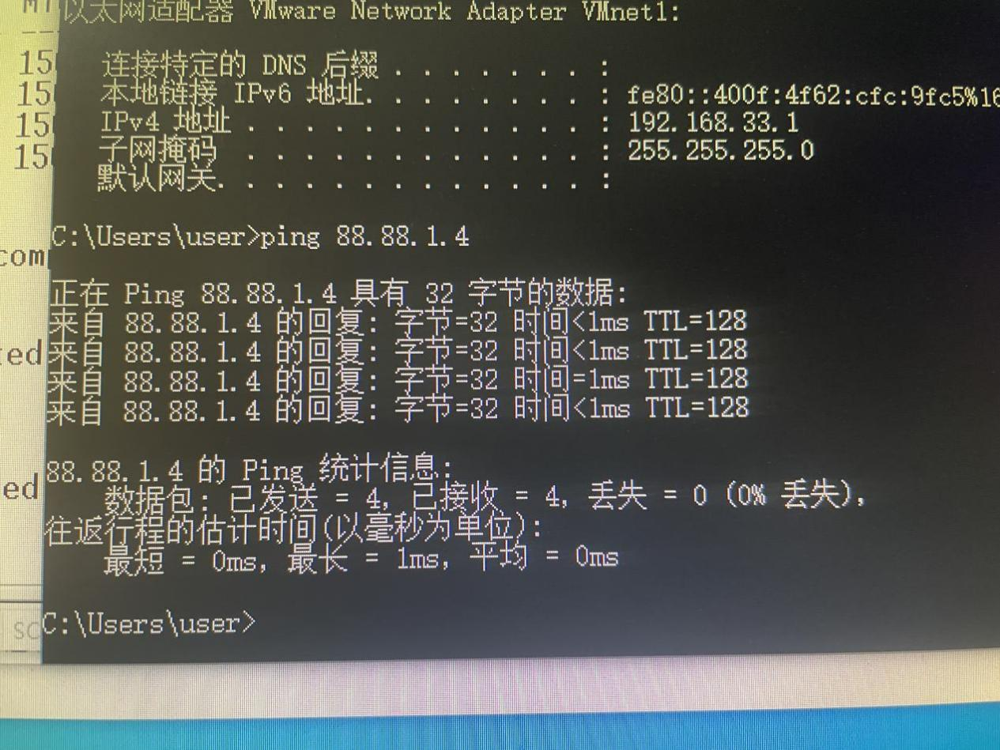 以太网适配器 VMware Network Adapter VMnet1:
连接特定的 DNS 后缀 . . . . . . . :
本地链接 IPv6 地址. . . . . . . . : fe80::400f:4f62:cfc:9fc5%16
IPv4 地址 . . . . . . . . . . . . : 192.168.33.1
子网掩码 . . . . . . . . . . . . : 255.255.255.0
默认网关. . . . . . . . . . . . . :
C:\Users\user>ping 88.88.1.4
正在 Ping 88.88.1.4 具有 32 字节的数据:
来自 88.88.1.4 的回复: 字节=32 时间<1ms TTL=128
来自 88.88.1.4 的回复: 字节=32 时间<1ms TTL=128
来自 88.88.1.4 的回复: 字节=32 时间=1ms TTL=128
来自 88.88.1.4 的回复: 字节=32 时间<1ms TTL=128
88.88.1.4 的 Ping 统计信息:
数据包: 已发送 = 4, 已接收 = 4, 丢失 = 0 (0% 丢失),
往返行程的估计时间(以毫秒为单位):
最短 = 0ms, 最长 = 1ms, 平均 = 0ms
C:\Users\user>